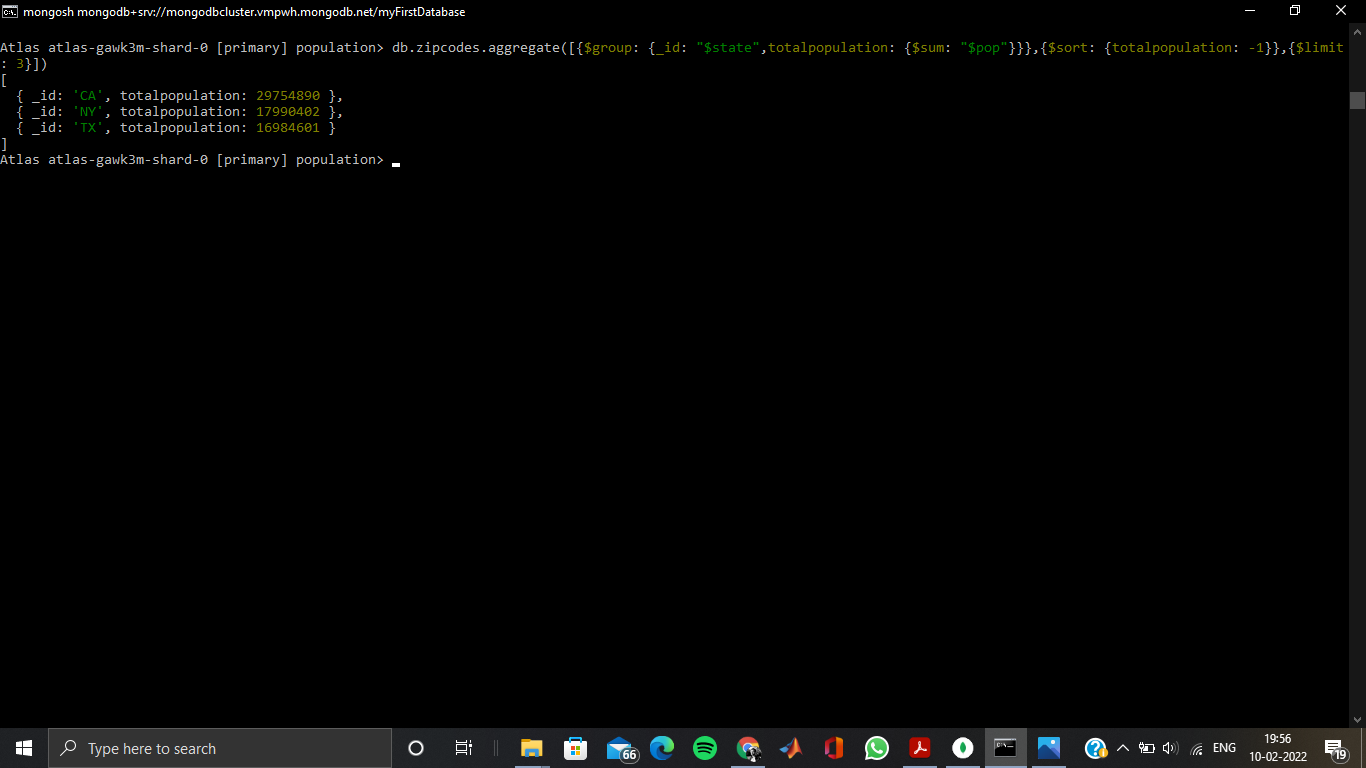 mongosh mongodb+srv://mongodbcluster.vmpwh.mongodb.net/myFirstDatabase
Atlas atlas-gawk3m-shard-0 [primary] population> db.zipcodes.aggregate([{$group: {_id: "$state",totalpopulation: {$sum: "$pop"}}},{$sort: {totalpopulation: -1}},{$limit
: 3}])
[
  { _id: 'CA', totalpopulation: 29754890 },
  { _id: 'NY', totalpopulation: 17990402 },
  { _id: 'TX', totalpopulation: 16984601 }
]
Atlas atlas-gawk3m-shard-0 [primary] population>
Type here to search
66
ENG
19:56
10-02-2022
19